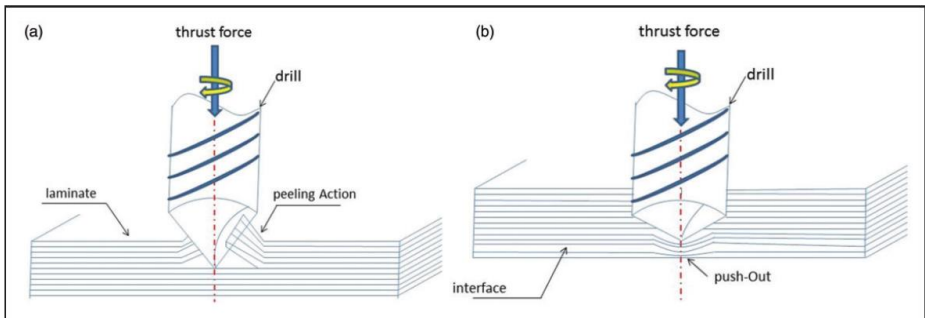 (a)
thrust force
drill
laminate
peeling Action
(b)
thrust force
drill
interface
push-Out